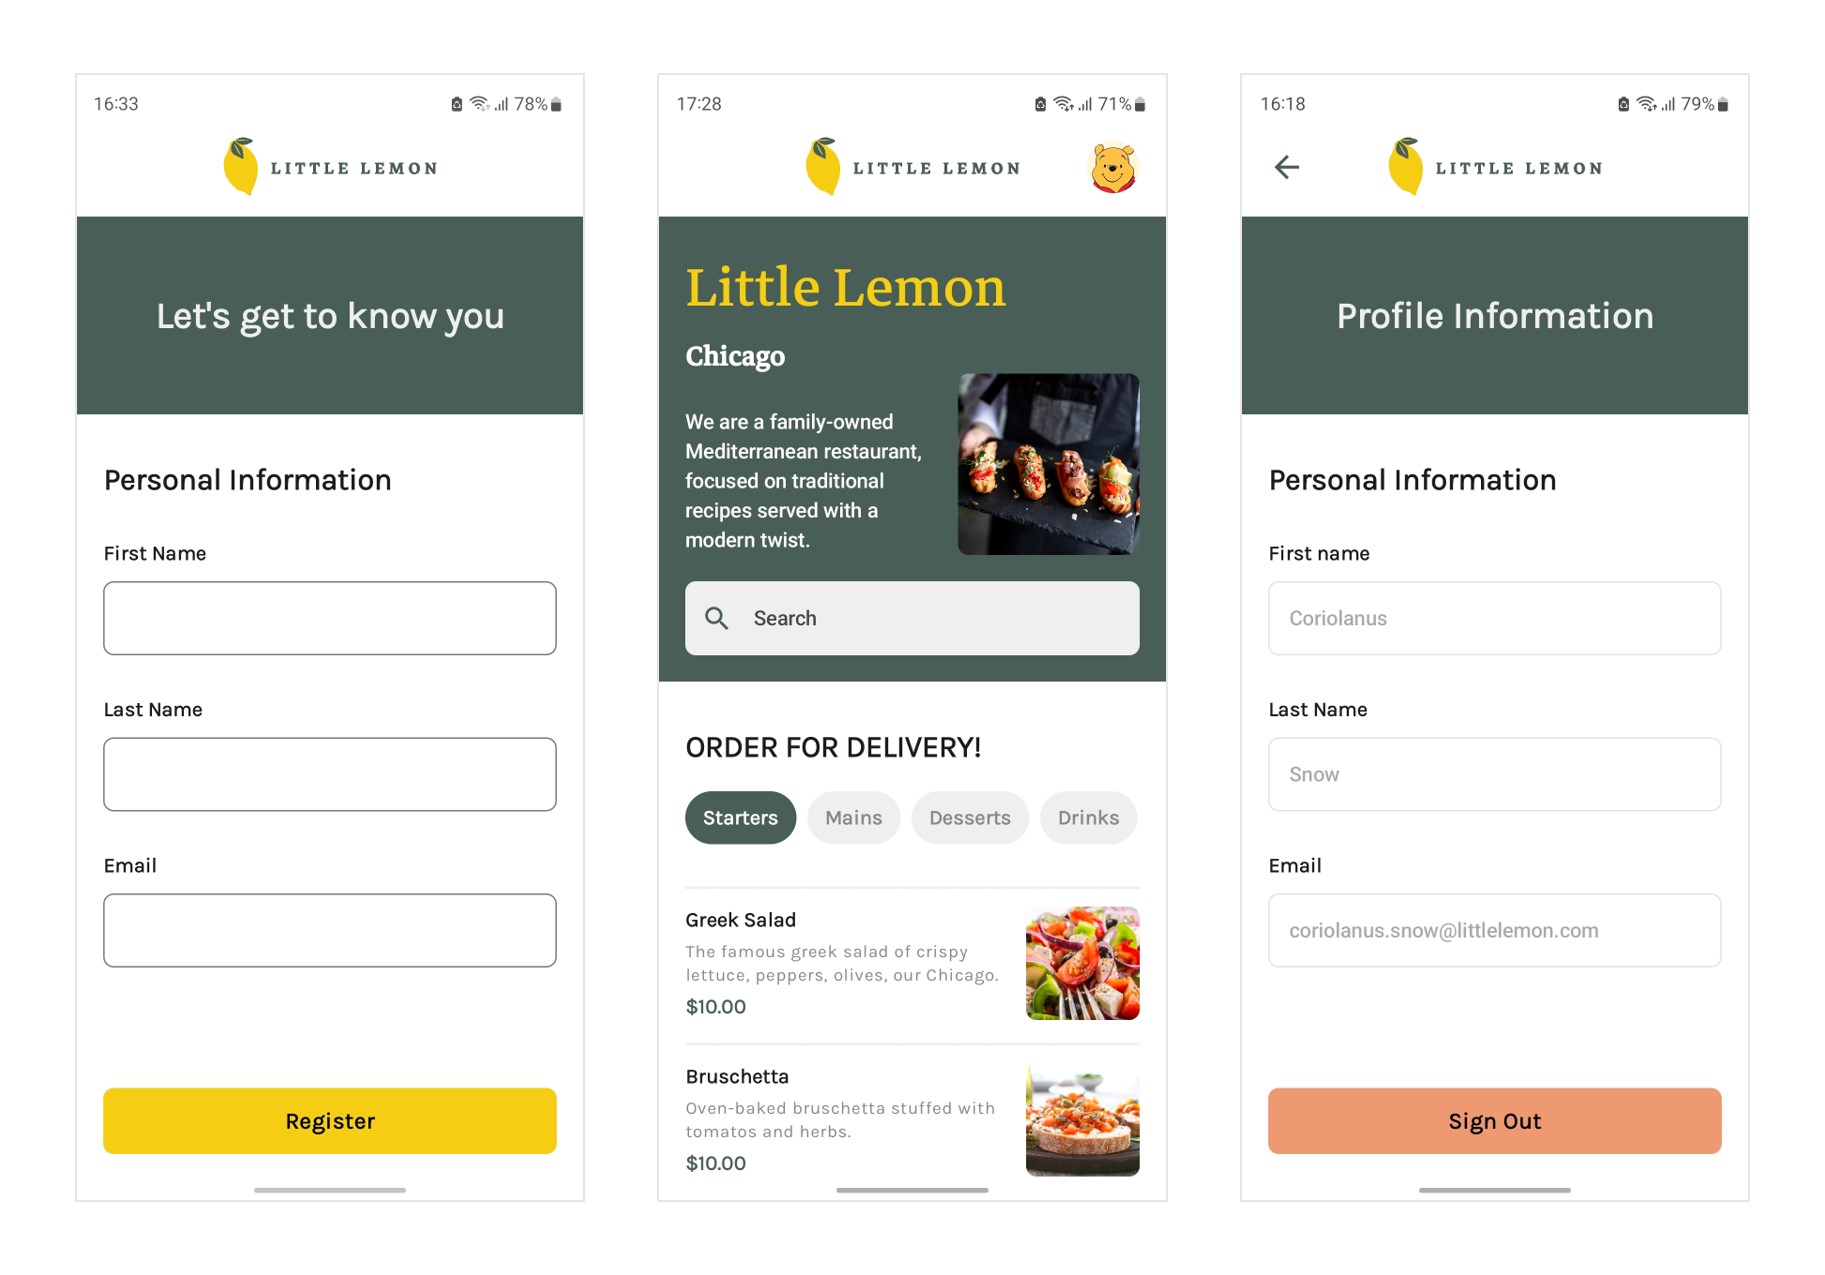 16:33
78%
LITTLE LEMON
Let's get to know you
Personal Information
First Name
Last Name
Email
Register
17:28
71%
LITTLE LEMON
Little Lemon
Chicago
We are a family-owned
Mediterranean restaurant,
focused on traditional
recipes served with a
modern twist.
Search
ORDER FOR DELIVERY!
Starters Mains Desserts Drinks
Greek Salad
The famous greek salad of crispy
lettuce, peppers, olives, our Chicago.
$10.00
Bruschetta
Oven-baked bruschetta stuffed with
tomatos and herbs.
$10.00
16:18
79%
LITTLE LEMON
Profile Information
Personal Information
First name
Coriolanus
Last Name
Snow
Email
coriolanus.snow@littlelemon.com
Sign Out